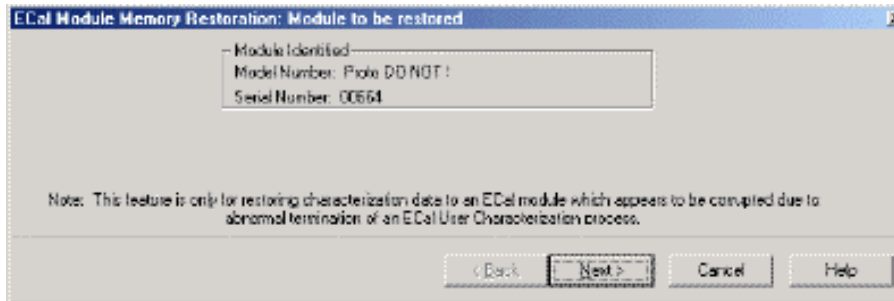 ECal Module Memory Restoration: Module to be restored
Module Identified
Model Number: Proto DO NOT !
Serial Number: 00664
Note: This feature is only for restoring characterization data to an ECal module which appears to be corrupted due to
abnormal termination of an ECal User Characterization process.
< Back Next > Cancel Help